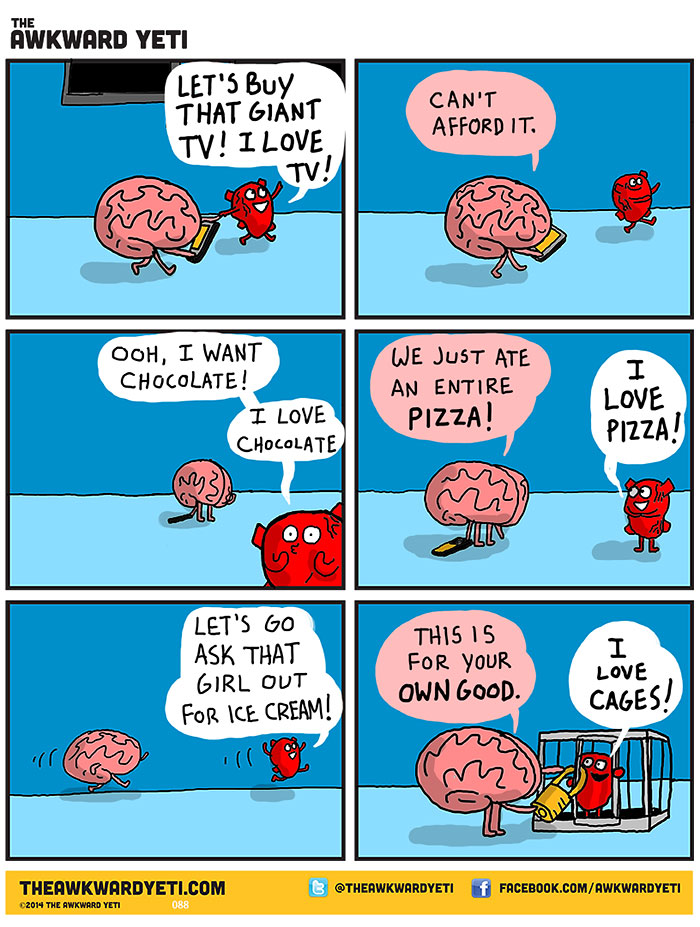 THE
AWKWARD YETI
LET'S BUY
THAT GIANT
TV! I LOVE
TV!
CAN'T
AFFORD IT.
OOH, I WANT
CHOCOLATE!
I LOVE
CHOCOLATE
WE JUST ATE
AN ENTIRE
PIZZA!
I
LOVE
PIZZA!
LET'S GO
ASK THAT
GIRL OUT
FOR ICE CREAM!
THIS IS
FOR YOUR
OWN GOOD.
I
LOVE
CAGES!
THEAWKWARDYETI.COM
©2014 THE AWKWARD YETI 088
@THEAWKWARDYETI
FACEBOOK.COM/AWKWARDYETI